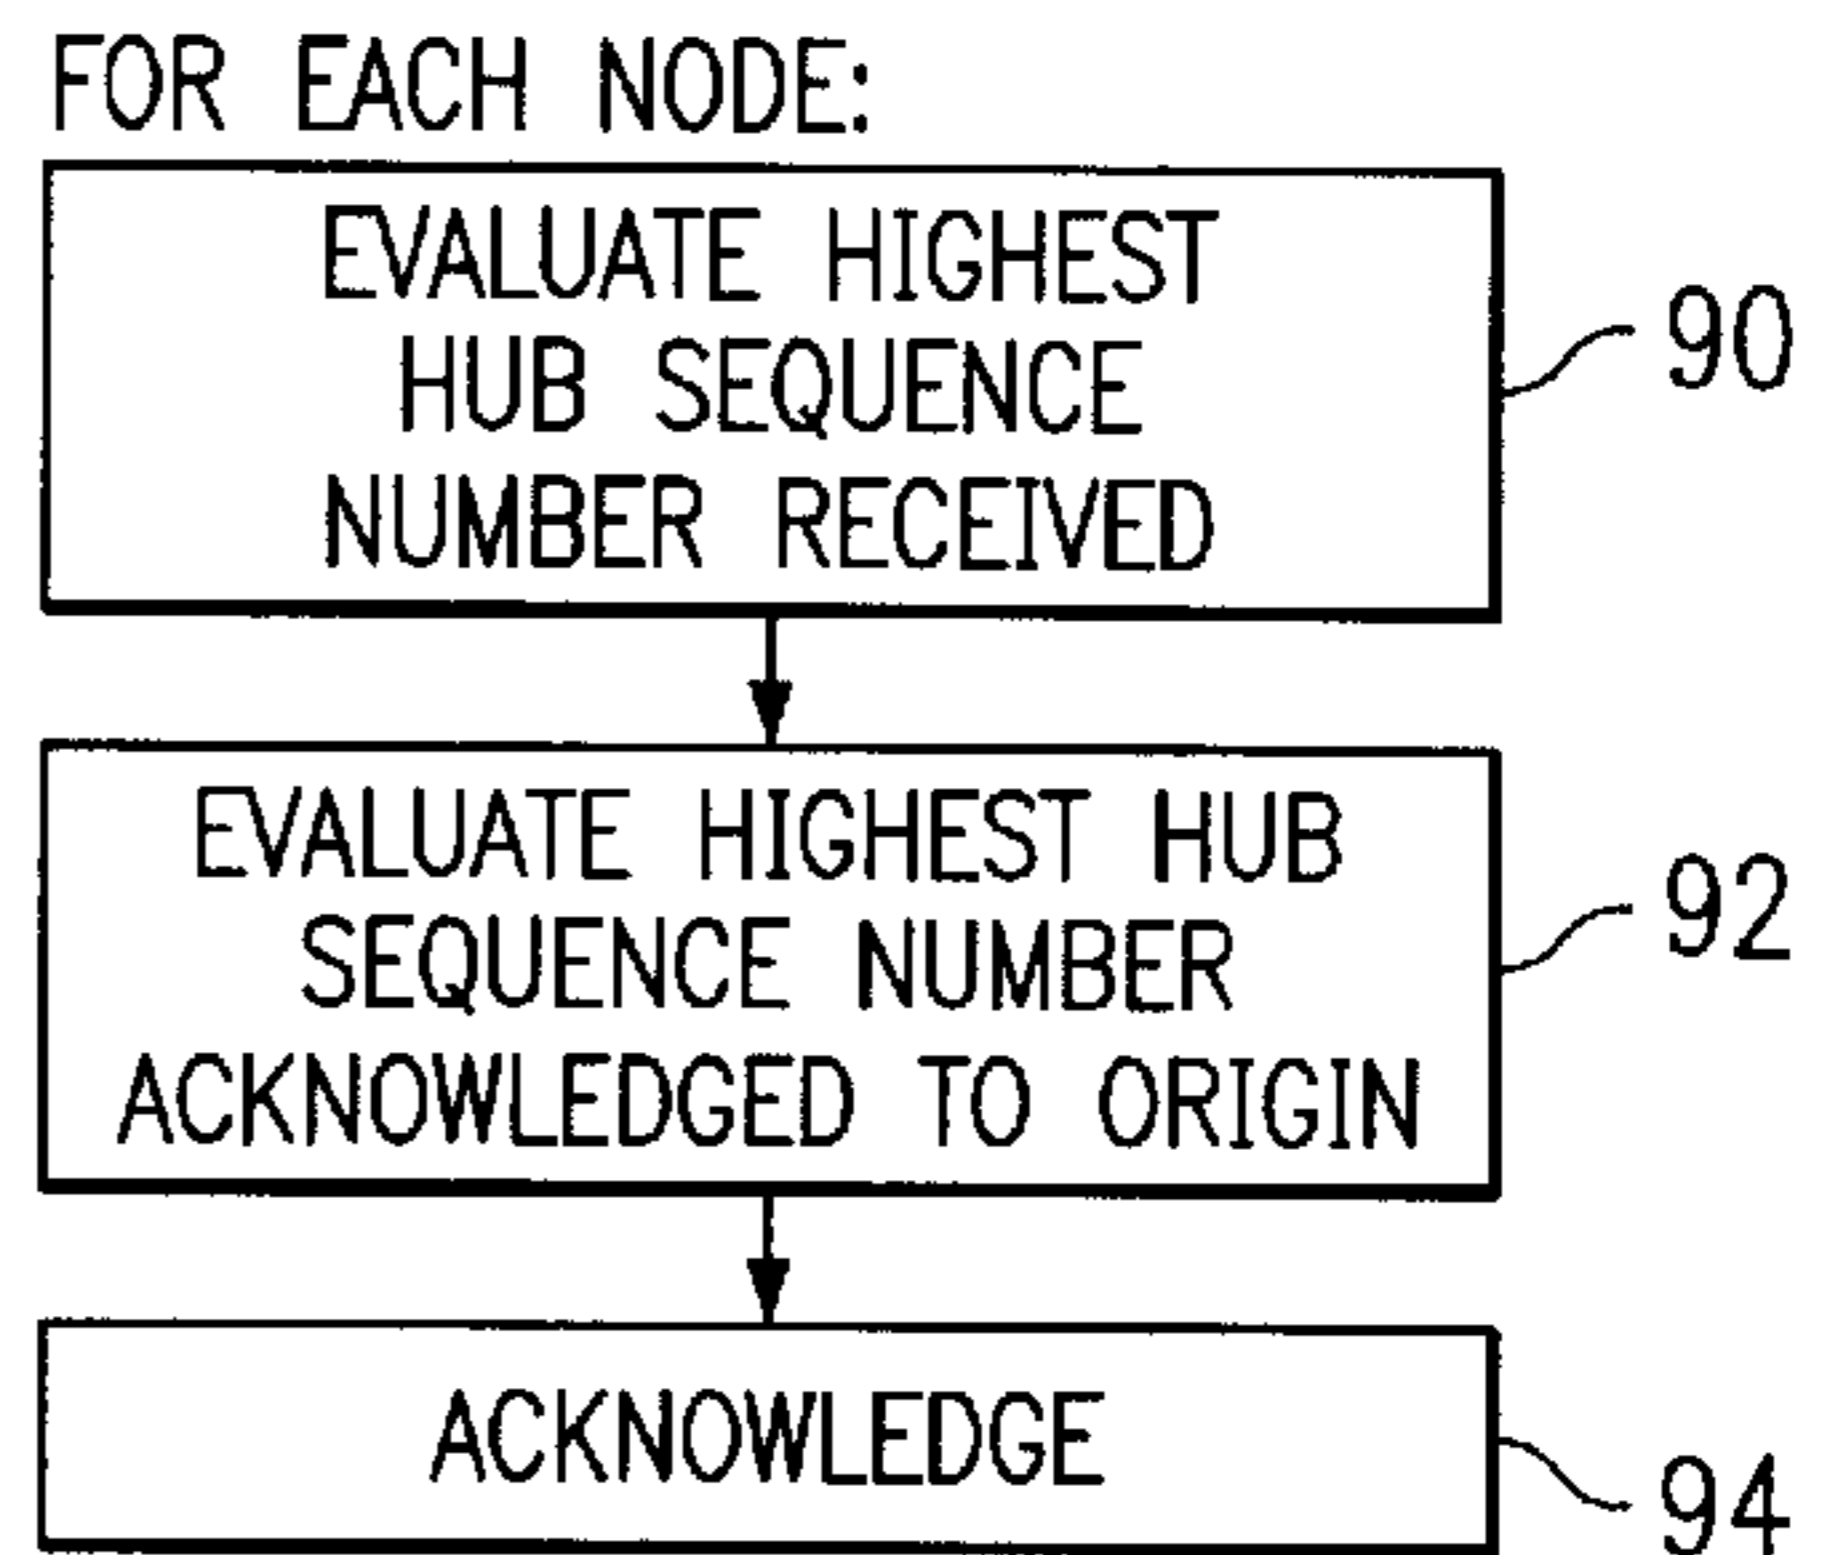 FOR EACH NODE:
EVALUATE HIGHEST
HUB SEQUENCE
NUMBER RECEIVED
90
EVALUATE HIGHEST HUB
SEQUENCE NUMBER
ACKNOWLEDGED TO ORIGIN
92
ACKNOWLEDGE
94